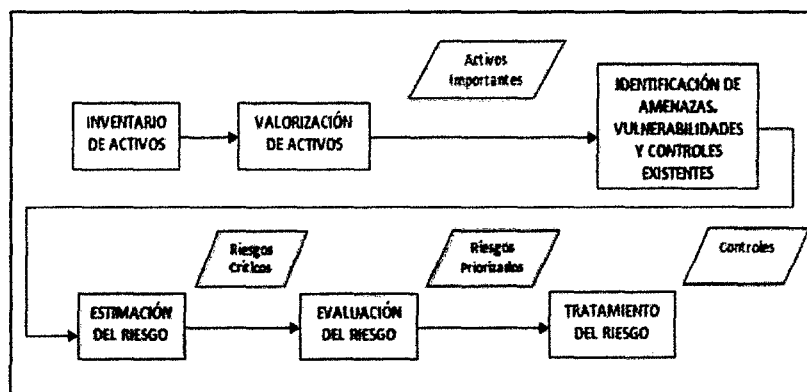 Activos
Importantes
INVENTARIO
DE ACTIVOS
VALORIZACIÓN
DE ACTIVOS
IDENTIFICACIÓN DE
AMENAZAS,
VULNERABILIDADES
Y CONTROLES
EXISTENTES
Riesgos
Críticos
Riesgos
Priorizados
Controles
ESTIMACIÓN
DEL RIESGO
EVALUACIÓN
DEL RIESGO
TRATAMIENTO
DEL RIESGO